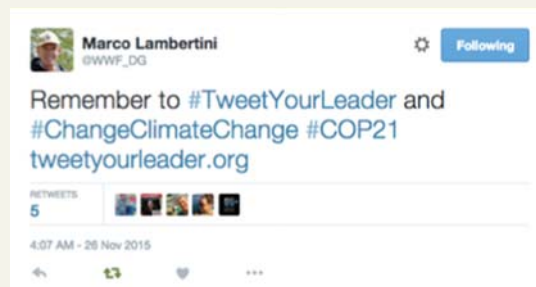 Marco Lambertini
@WWF_DG
Following
Remember to #TweetYourLeader and
#ChangeClimateChange #COP21
tweetyourleader.org
RETWEETS
5
4:07 AM - 26 Nov 2015